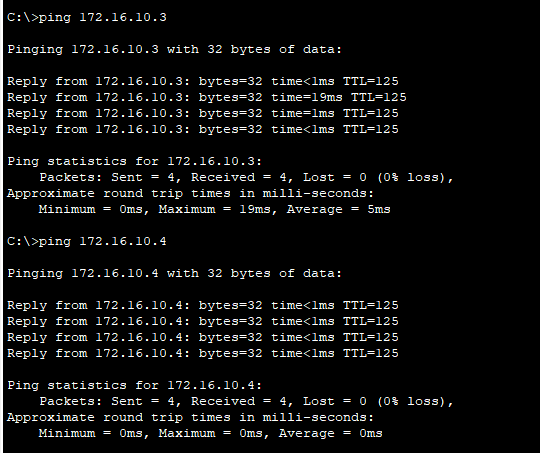 C:\>ping 172.16.10.3
Pinging 172.16.10.3 with 32 bytes of data:
Reply from 172.16.10.3: bytes=32 time<1ms TTL=125
Reply from 172.16.10.3: bytes=32 time=19ms TTL=125
Reply from 172.16.10.3: bytes=32 time=1ms TTL=125
Reply from 172.16.10.3: bytes=32 time<1ms TTL=125
Ping statistics for 172.16.10.3:
    Packets: Sent = 4, Received = 4, Lost = 0 (0% loss),
Approximate round trip times in milli-seconds:
    Minimum = 0ms, Maximum = 19ms, Average = 5ms
C:\>ping 172.16.10.4
Pinging 172.16.10.4 with 32 bytes of data:
Reply from 172.16.10.4: bytes=32 time<1ms TTL=125
Reply from 172.16.10.4: bytes=32 time<1ms TTL=125
Reply from 172.16.10.4: bytes=32 time<1ms TTL=125
Reply from 172.16.10.4: bytes=32 time<1ms TTL=125
Ping statistics for 172.16.10.4:
    Packets: Sent = 4, Received = 4, Lost = 0 (0% loss),
Approximate round trip times in milli-seconds:
    Minimum = 0ms, Maximum = 0ms, Average = 0ms